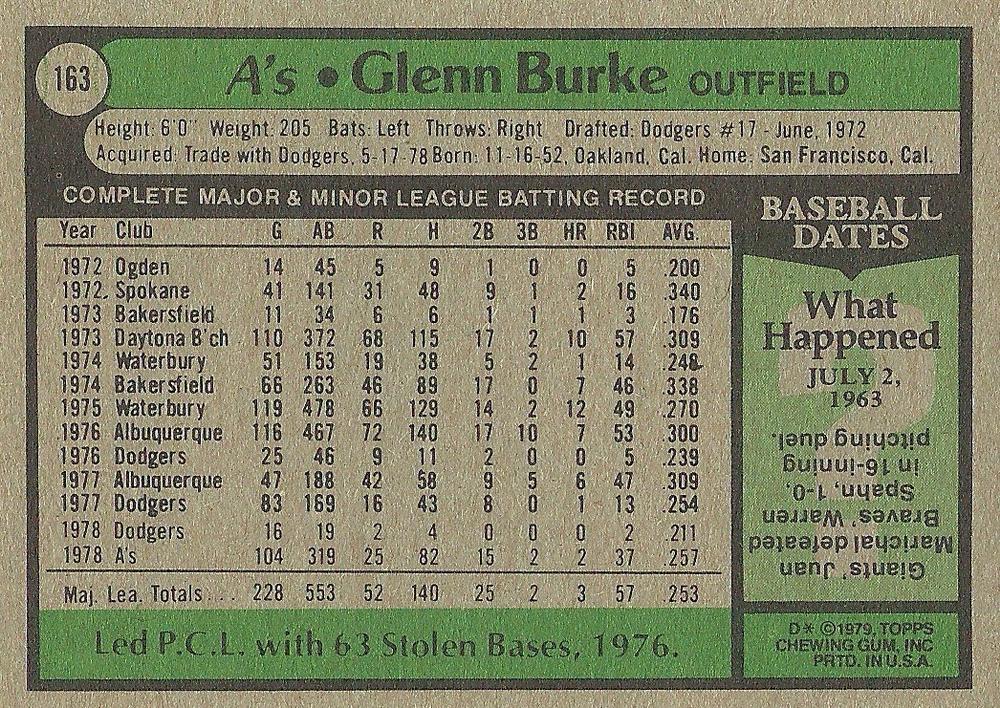 163
A's • Glenn Burke OUTFIELD
Height: 6'0" Weight: 205 Bats: Left Throws: Right Drafted: Dodgers #17 - June, 1972
Acquired: Trade with Dodgers, 5-17-78 Born: 11-16-52, Oakland, Cal. Home: San Francisco, Cal.
COMPLETE MAJOR & MINOR LEAGUE BATTING RECORD
Year Club G AB R H 2B 3B HR RBI AVG.
1972 Ogden 14 45 5 9 1 0 0 5 .200
1972 Spokane 41 141 31 48 9 1 2 16 .340
1973 Bakersfield 11 34 6 6 1 1 1 3 .176
1973 Daytona B'ch 110 372 68 115 17 2 10 57 .309
1974 Waterbury 51 153 19 38 5 2 1 14 .248
1974 Bakersfield 66 263 46 89 17 0 7 46 .338
1975 Waterbury 119 478 66 129 14 2 12 49 .270
1976 Albuquerque 116 467 72 140 17 10 7 53 .300
1976 Dodgers 25 46 9 11 2 0 0 5 .239
1977 Albuquerque 47 188 42 58 9 5 6 47 .309
1977 Dodgers 83 169 16 43 8 0 1 13 .254
1978 Dodgers 16 19 2 4 0 0 0 2 .211
1978 A's 104 319 25 82 15 2 2 37 .257
Maj. Lea. Totals... 228 553 52 140 25 2 3 57 .253
Led P.C.L. with 63 Stolen Bases, 1976.
BASEBALL
DATES
What
Happened
JULY 2,
1963
Giants' Juan
Marichal defeated
Braves' Warren
Spahn, 1-0,
in 16-inning
pitching duel.
D* ©1979, TOPPS
CHEWING GUM, INC
PRTD. IN U.S.A.